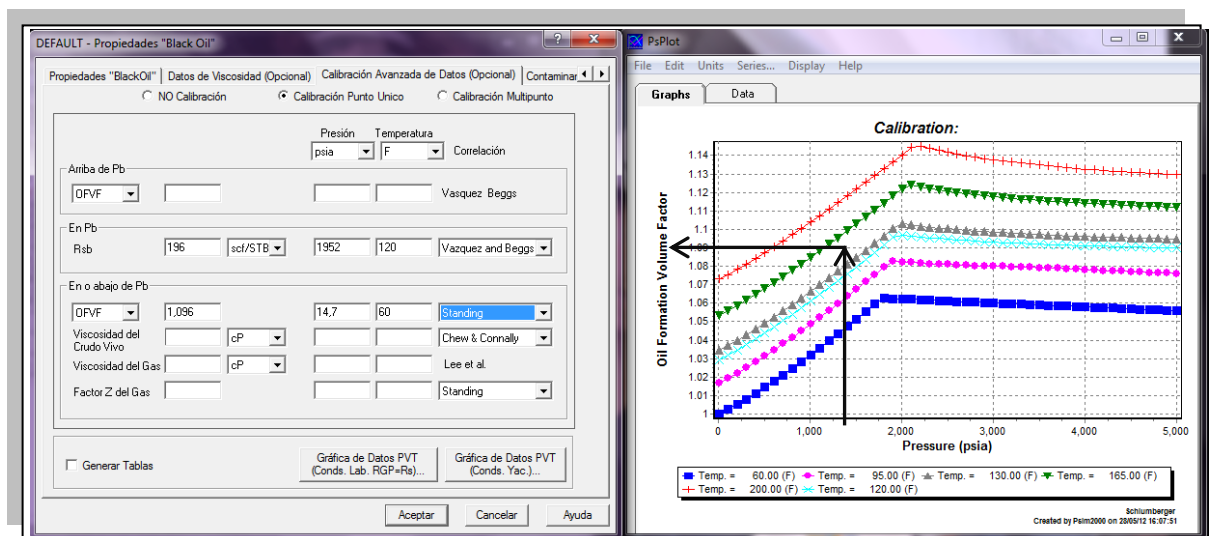 DEFAULT - Propiedades "Black Oil"
Propiedades "BlackOil" Datos de Viscosidad (Opcional) Calibración Avanzada de Datos (Opcional) Contaminar
NO Calibración Calibración Punto Unico Calibración Multipunto
Presión Temperatura
psia F Correlación
Arriba de Pb
OFVF Vasquez Beggs
En Pb
Rsb 196 scf/STB 1952 120 Vazquez and Beggs
En o abajo de Pb
OFVF 1,096 14,7 60 Standing
Viscosidad del Crudo Vivo cP Chew & Connally
Viscosidad del Gas cP Lee et al.
Factor Z del Gas Standing
Generar Tablas
Gráfica de Datos PVT (Conds. Lab. RGP=Rs)...
Gráfica de Datos PVT (Conds. Yac.)...
Aceptar Cancelar Ayuda
PsPlot
File Edit Units Series... Display Help
Graphs Data
Calibration:
Oil Formation Volume Factor
1.14
1.13
1.12
1.11
1.1
1.09
1.08
1.07
1.06
1.05
1.04
1.03
1.02
1.01
1
0 1,000 2,000 3,000 4,000 5,000
Pressure (psia)
Temp. = 60.00 (F) Temp. = 95.00 (F) Temp. = 130.00 (F) Temp. = 165.00 (F)
Temp. = 200.00 (F) Temp. = 120.00 (F)
Schlumberger
Created by Psim2000 on 28/05/12 16:07:51